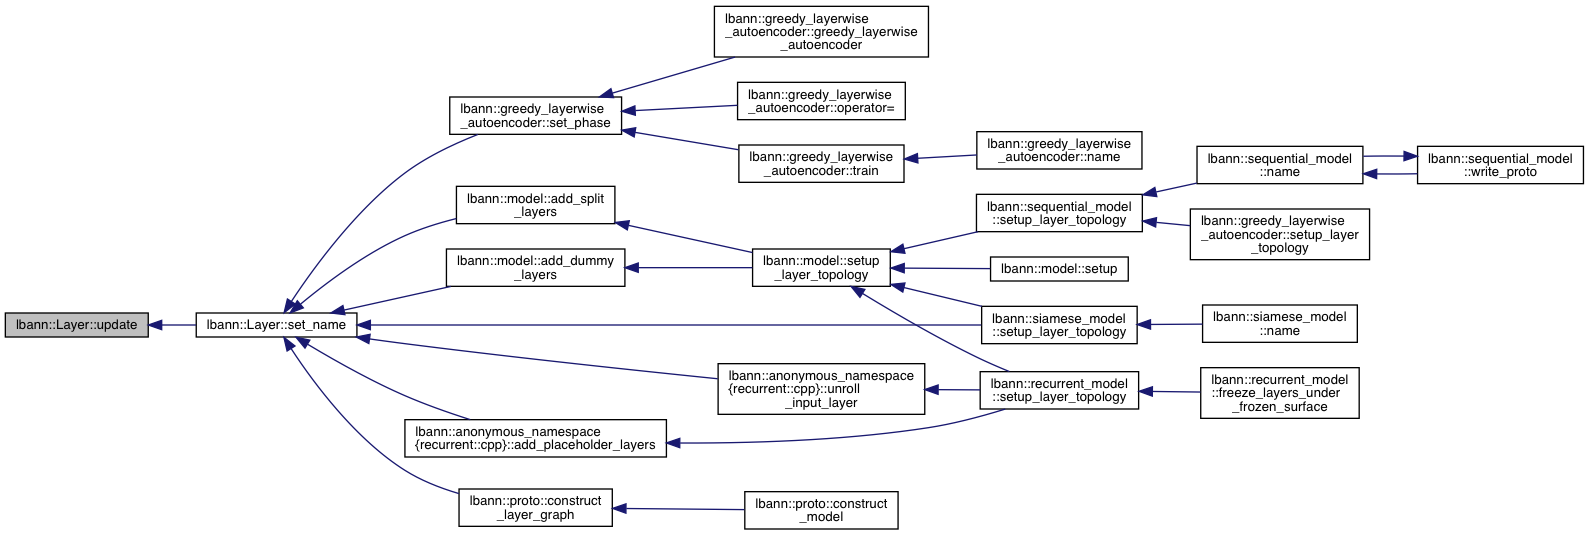 lbann::Layer::update
lbann::Layer::set_name
lbann::greedy_layerwise
_autoencoder::set_phase
lbann::model::add_split
_layers
lbann::model::add_dummy
_layers
lbann::anonymous_namespace
{recurrent::cpp}::add_placeholder_layers
lbann::proto::construct
_layer_graph
lbann::greedy_layerwise
_autoencoder::greedy_layerwise
_autoencoder
lbann::greedy_layerwise
_autoencoder::operator=
lbann::greedy_layerwise
_autoencoder::train
lbann::model::setup
_layer_topology
lbann::anonymous_namespace
{recurrent::cpp}::unroll
_input_layer
lbann::proto::construct
_model
lbann::greedy_layerwise
_autoencoder::name
lbann::sequential_model
::setup_layer_topology
lbann::model::setup
lbann::siamese_model
::setup_layer_topology
lbann::recurrent_model
::setup_layer_topology
lbann::sequential_model
::name
lbann::greedy_layerwise
_autoencoder::setup_layer
_topology
lbann::siamese_model
::name
lbann::recurrent_model
::freeze_layers_under
_frozen_surface
lbann::sequential_model
::write_proto